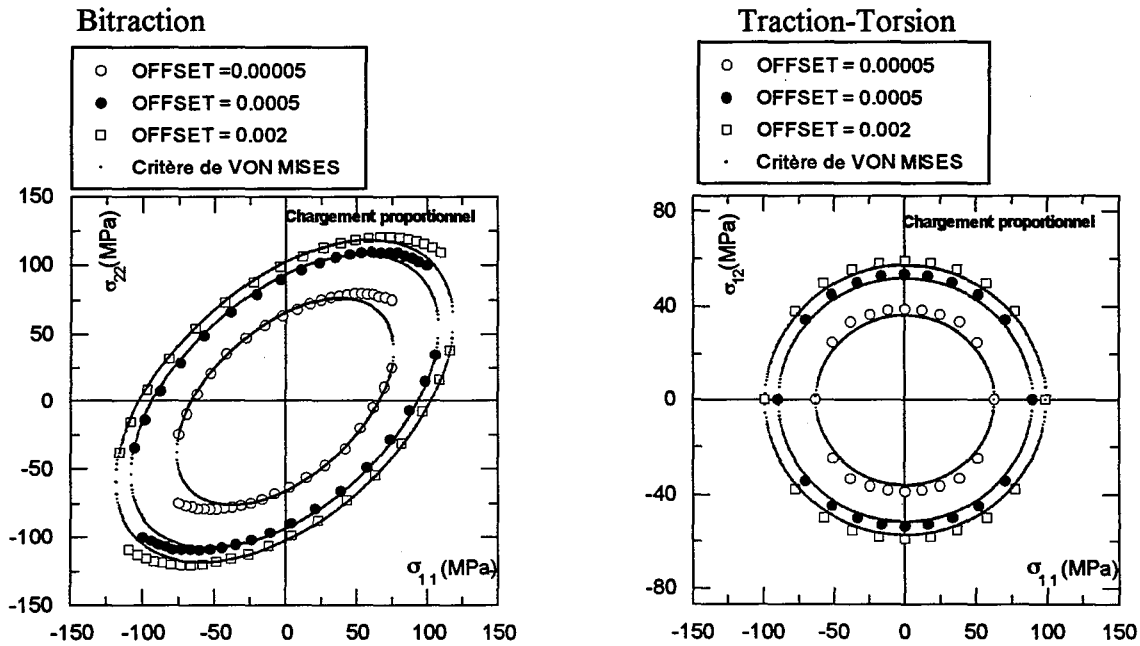 Bitraction
OFFSET =0.00005
OFFSET = 0.0005
OFFSET = 0.002
Critère de VON MISES
Chargement proportionnel
σ22(MPa)
150
100
50
0
-50
-100
-150
σ11(MPa)
-150 -100 -50 0 50 100 150
Traction-Torsion
OFFSET = 0.00005
OFFSET = 0.0005
OFFSET = 0.002
Critère de VON MISES
Chargement proportionnel
σ12(MPa)
80
40
0
-40
-80
σ11(MPa)
-150 -100 -50 0 50 100 150